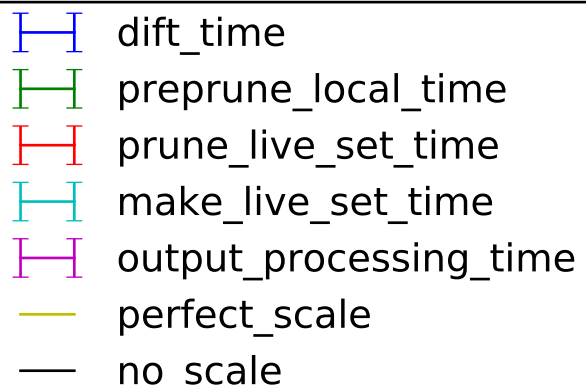 dift_time
preprune_local_time
prune_live_set_time
make_live_set_time
output_processing_time
perfect_scale
no_scale